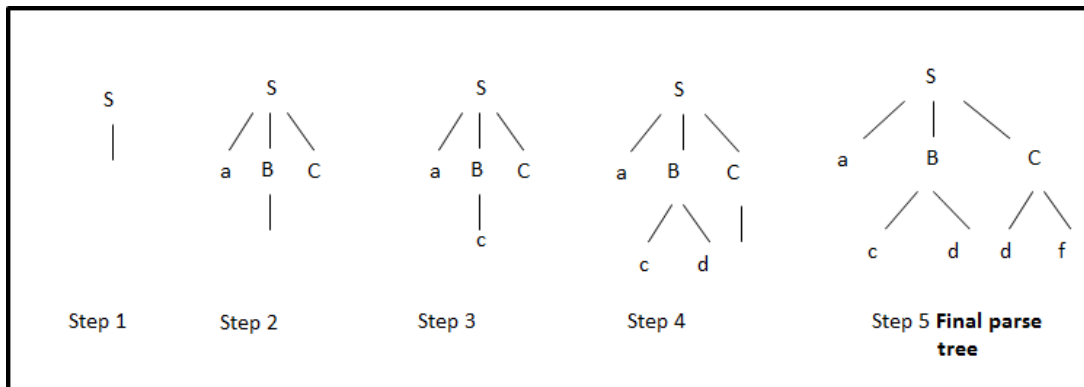 S S S S S
a B C a B C a B C a B C
c c d c d d f
Step 1 Step 2 Step 3 Step 4 Step 5 Final parse
tree